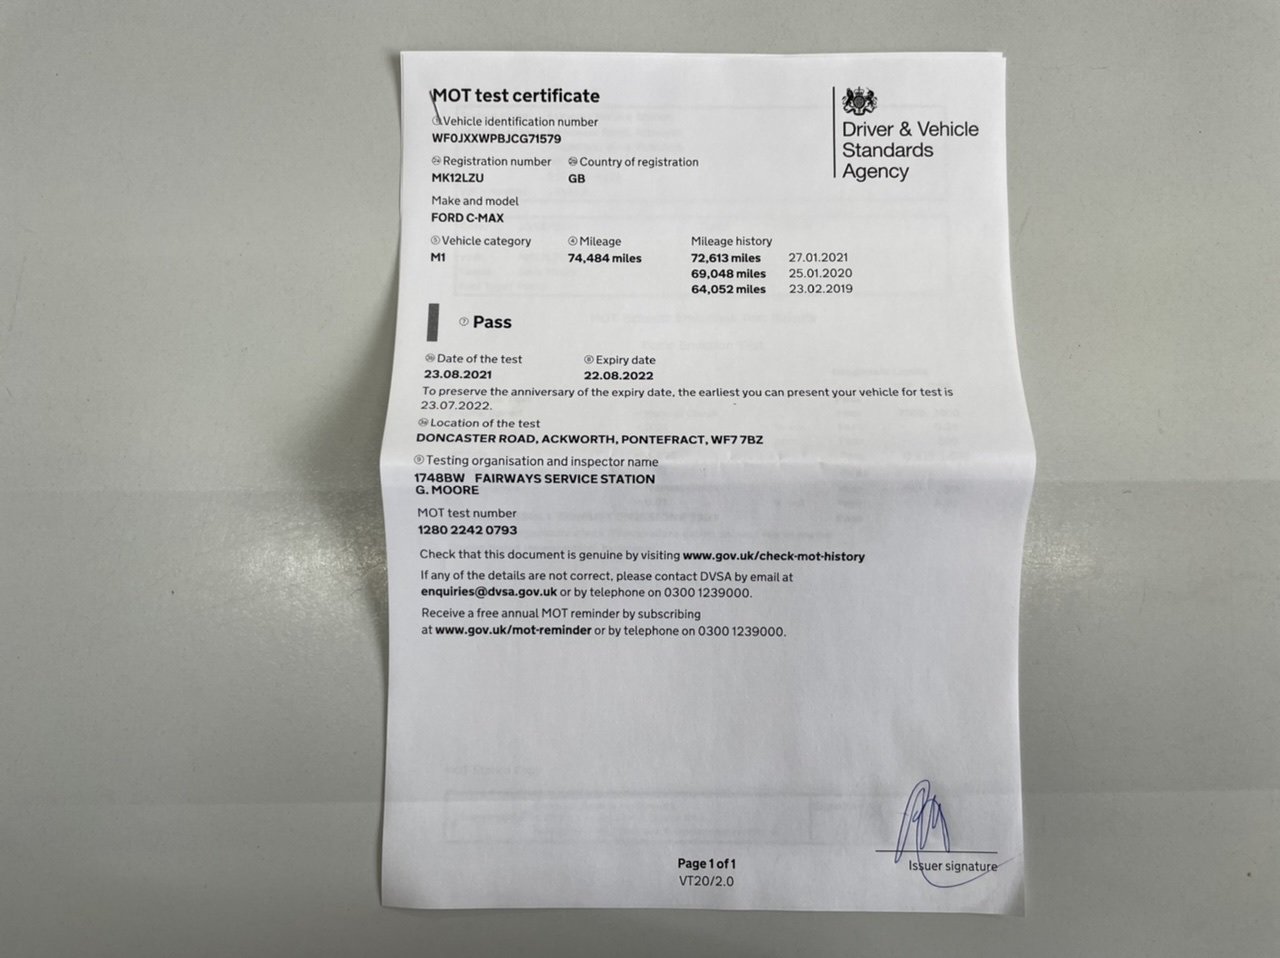 MOT test certificate
Driver & Vehicle
Standards
Agency
① Vehicle identification number
WF0JXXWPBJCG71579
Registration number Country of registration
MK12LZU GB
Make and model
FORD C-MAX
③ Vehicle category ④ Mileage Mileage history
M1 74,484 miles 72,613 miles 27.01.2021
69,048 miles 25.01.2020
64,052 miles 23.02.2019
⑦ Pass
Date of the test ⑧ Expiry date
23.08.2021 22.08.2022
To preserve the anniversary of the expiry date, the earliest you can present your vehicle for test is
23.07.2022.
Location of the test
DONCASTER ROAD, ACKWORTH, PONTEFRACT, WF7 7BZ
⑨ Testing organisation and inspector name
1748BW FAIRWAYS SERVICE STATION
G. MOORE
MOT test number
1280 2242 0793
Check that this document is genuine by visiting www.gov.uk/check-mot-history
If any of the details are not correct, please contact DVSA by email at
enquiries@dvsa.gov.uk or by telephone on 0300 1239000.
Receive a free annual MOT reminder by subscribing
at www.gov.uk/mot-reminder or by telephone on 0300 1239000.
Issuer signature
Page 1 of 1
VT20/2.0